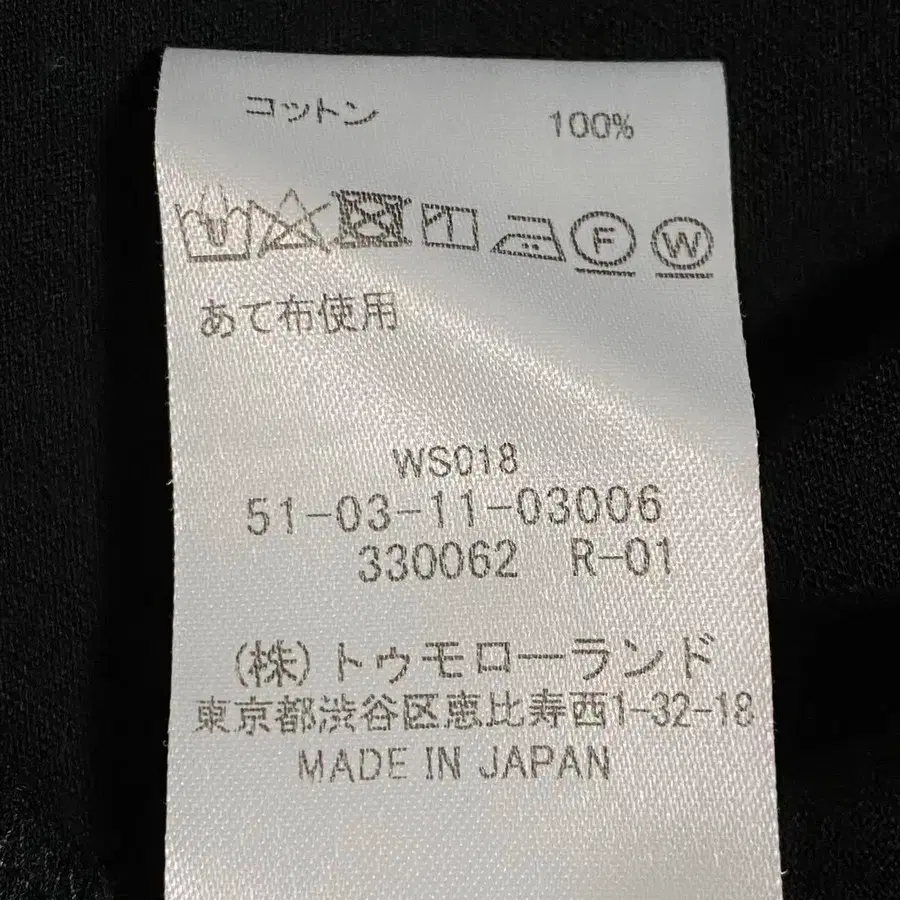 コットン 100%
F W
あて布使用
WS018
51-03-11-03006
330062 R-01
(株)トゥモローランド
東京都渋谷区恵比寿西1-32-18
MADE IN JAPAN